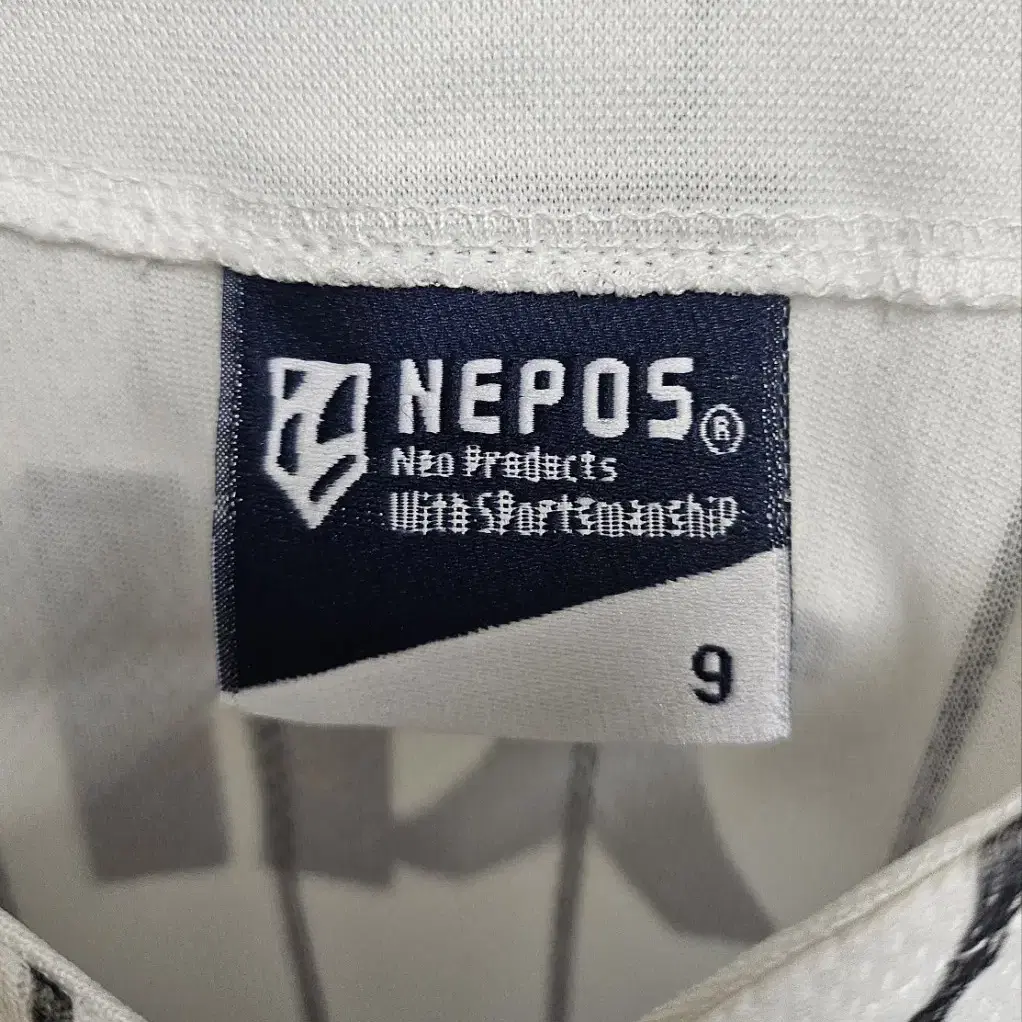 NEPOS®
Neo Products
With Sportsmanship
9